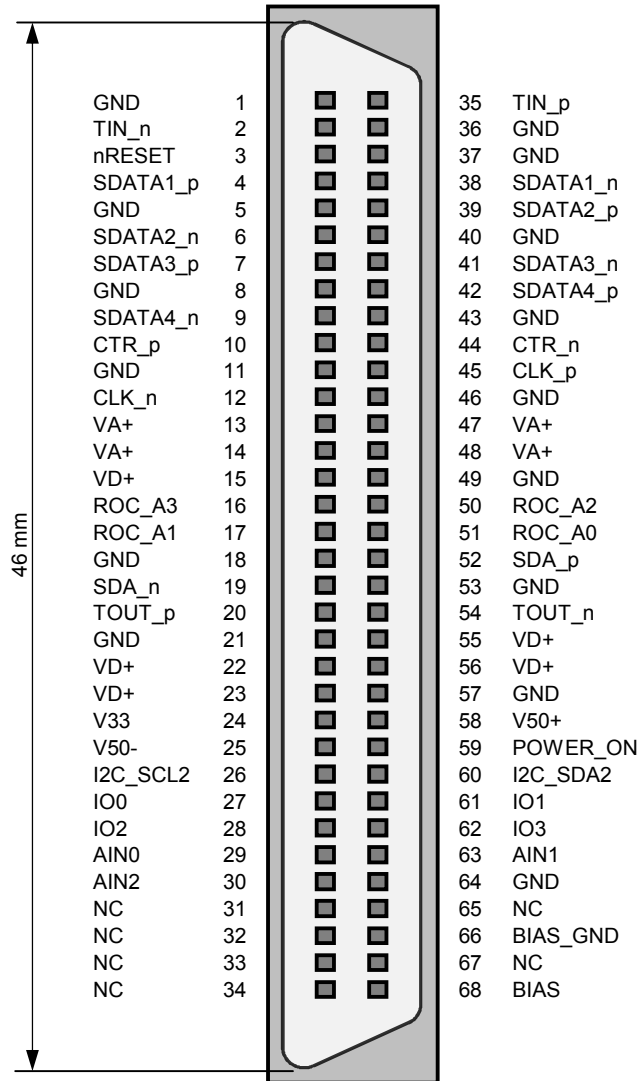 GND 1 35 TIN_p
TIN_n 2 36 GND
nRESET 3 37 GND
SDATA1_p 4 38 SDATA1_n
GND 5 39 SDATA2_p
SDATA2_n 6 40 GND
SDATA3_p 7 41 SDATA3_n
GND 8 42 SDATA4_p
SDATA4_n 9 43 GND
CTR_p 10 44 CTR_n
GND 11 45 CLK_p
CLK_n 12 46 GND
VA+ 13 47 VA+
VA+ 14 48 VA+
VD+ 15 49 GND
ROC_A3 16 50 ROC_A2
ROC_A1 17 51 ROC_A0
GND 18 52 SDA_p
SDA_n 19 53 GND
TOUT_p 20 54 TOUT_n
GND 21 55 VD+
VD+ 22 56 VD+
VD+ 23 57 GND
V33 24 58 V50+
V50- 25 59 POWER_ON
I2C_SCL2 26 60 I2C_SDA2
IO0 27 61 IO1
IO2 28 62 IO3
AIN0 29 63 AIN1
AIN2 30 64 GND
NC 31 65 NC
NC 32 66 BIAS_GND
NC 33 67 NC
NC 34 68 BIAS
46 mm